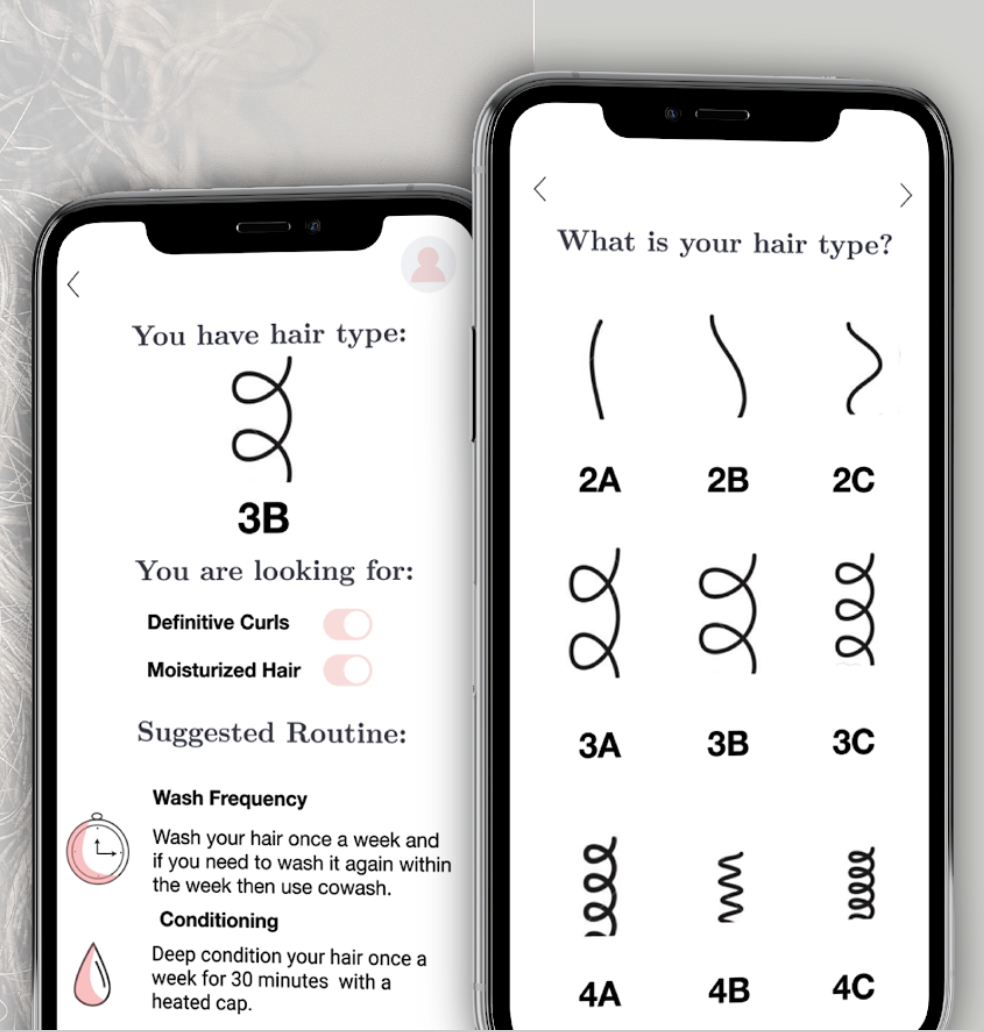 You have hair type:
3B
You are looking for:
Definitive Curls
Moisturized Hair
Suggested Routine:
Wash Frequency
Wash your hair once a week and
if you need to wash it again within
the week then use cowash.
Conditioning
Deep condition your hair once a
week for 30 minutes with a
heated cap.
What is your hair type?
2A 2B 2C
3A 3B 3C
4A 4B 4C